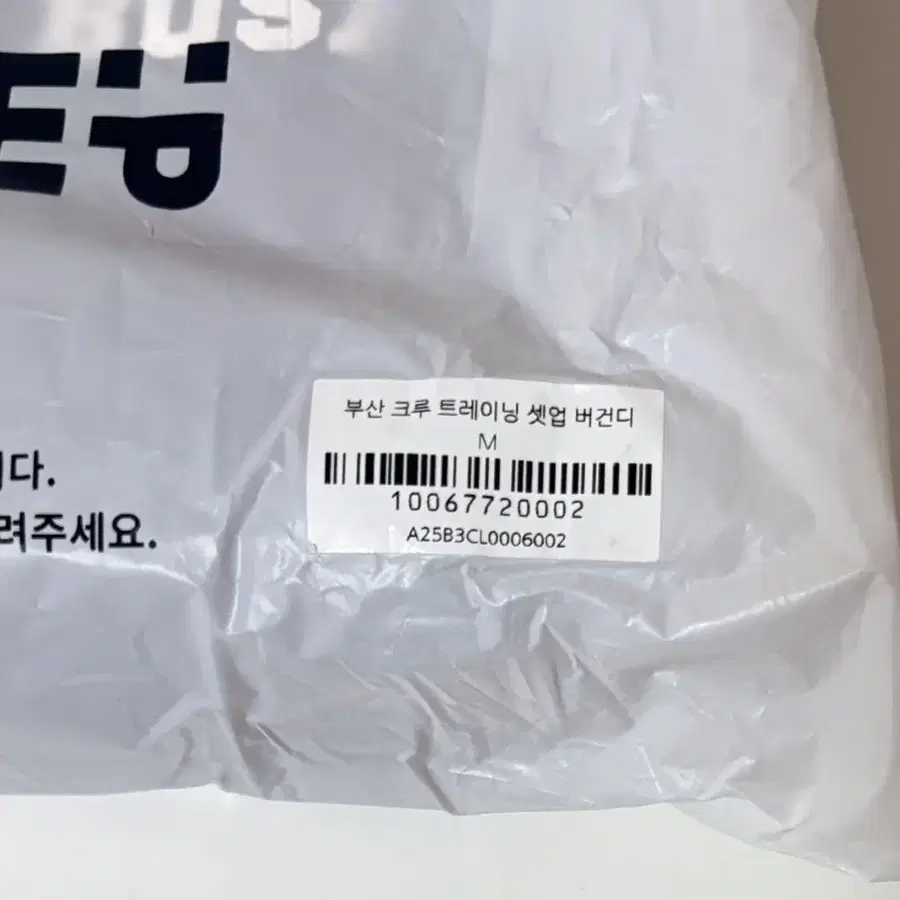 부산 크루 트레이닝 셋업 버건디
M
10067720002
A25B3CL0006002
다.
려주세요.